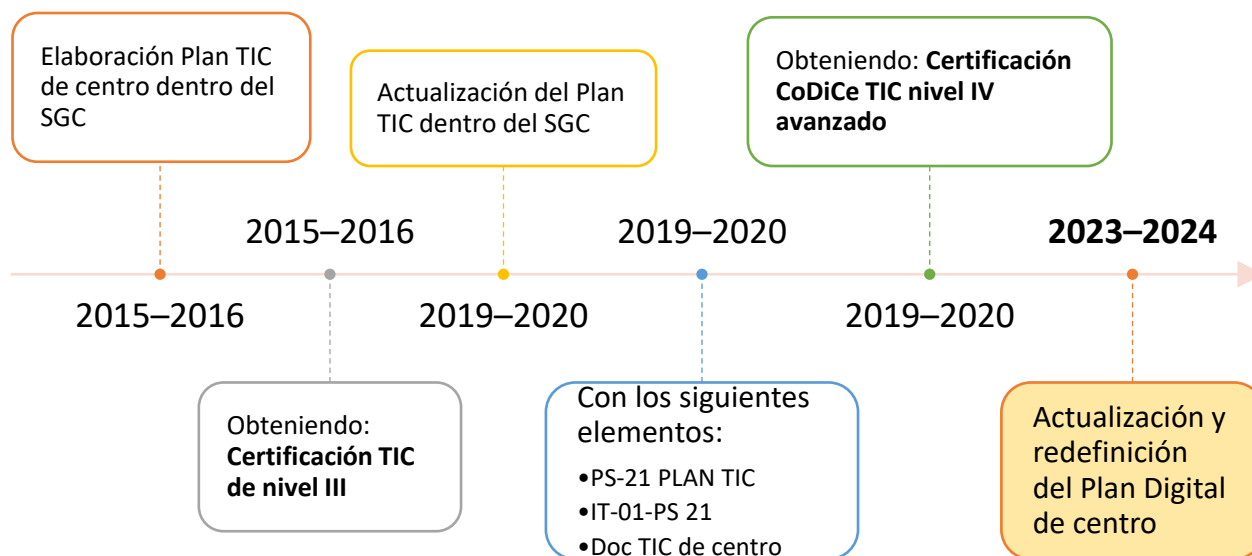 Elaboración Plan TIC
de centro dentro del
SGC
Actualización del Plan
TIC dentro del SGC
Obteniendo: Certificación
CoDiCe TIC nivel IV
avanzado
2015–2016
2019–2020
2023–2024
2015–2016
2019–2020
2019–2020
Obteniendo:
Certificación TIC
de nivel III
Con los siguientes
elementos:
•PS-21 PLAN TIC
•IT-01-PS 21
•Doc TIC de centro
Actualización y
redefinición
del Plan Digital
de centro